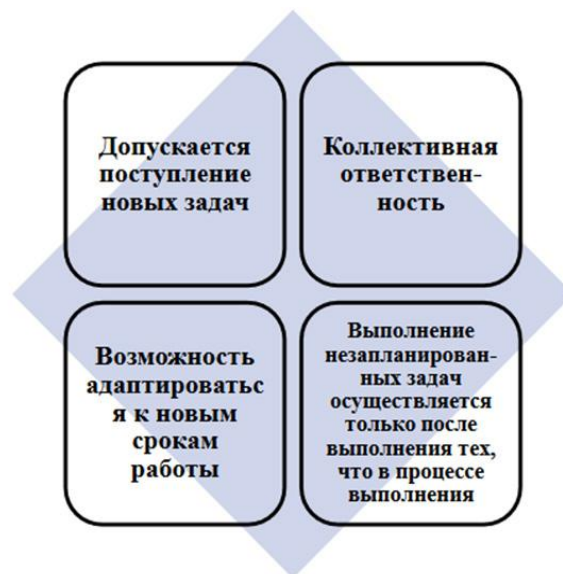 Допускается
поступление
новых задач
Коллективная
ответствен-
ность
Возможность
адаптироватьс
я к новым
срокам
работы
Выполнение
незапланирован-
ных задач
осуществляется
только после
выполнения тех,
что в процессе
выполнения